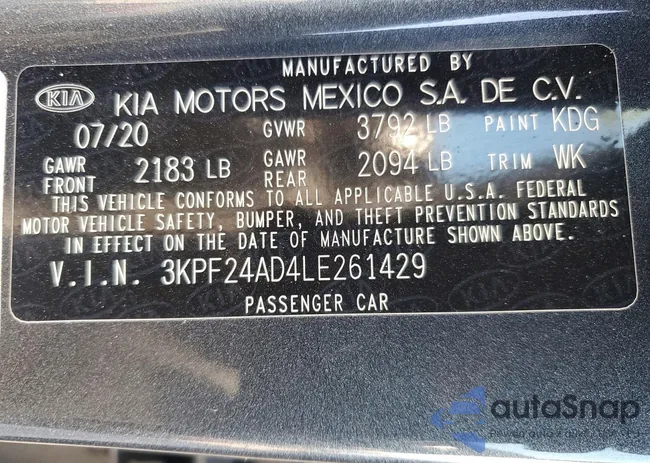 MANUFACTURED BY
KIA KIA MOTORS MEXICO S.A. DE C.V.
07/20 GVWR 3792 LB PAINT KDG
GAWR FRONT 2183 LB GAWR REAR 2094 LB TRIM WK
THIS VEHICLE CONFORMS TO ALL APPLICABLE U.S.A. FEDERAL
MOTOR VEHICLE SAFETY, BUMPER, AND THEFT PREVENTION STANDARDS
IN EFFECT ON THE DATE OF MANUFACTURE SHOWN ABOVE.
V.I.N. 3KPF24AD4LE261429
PASSENGER CAR
autoSnap